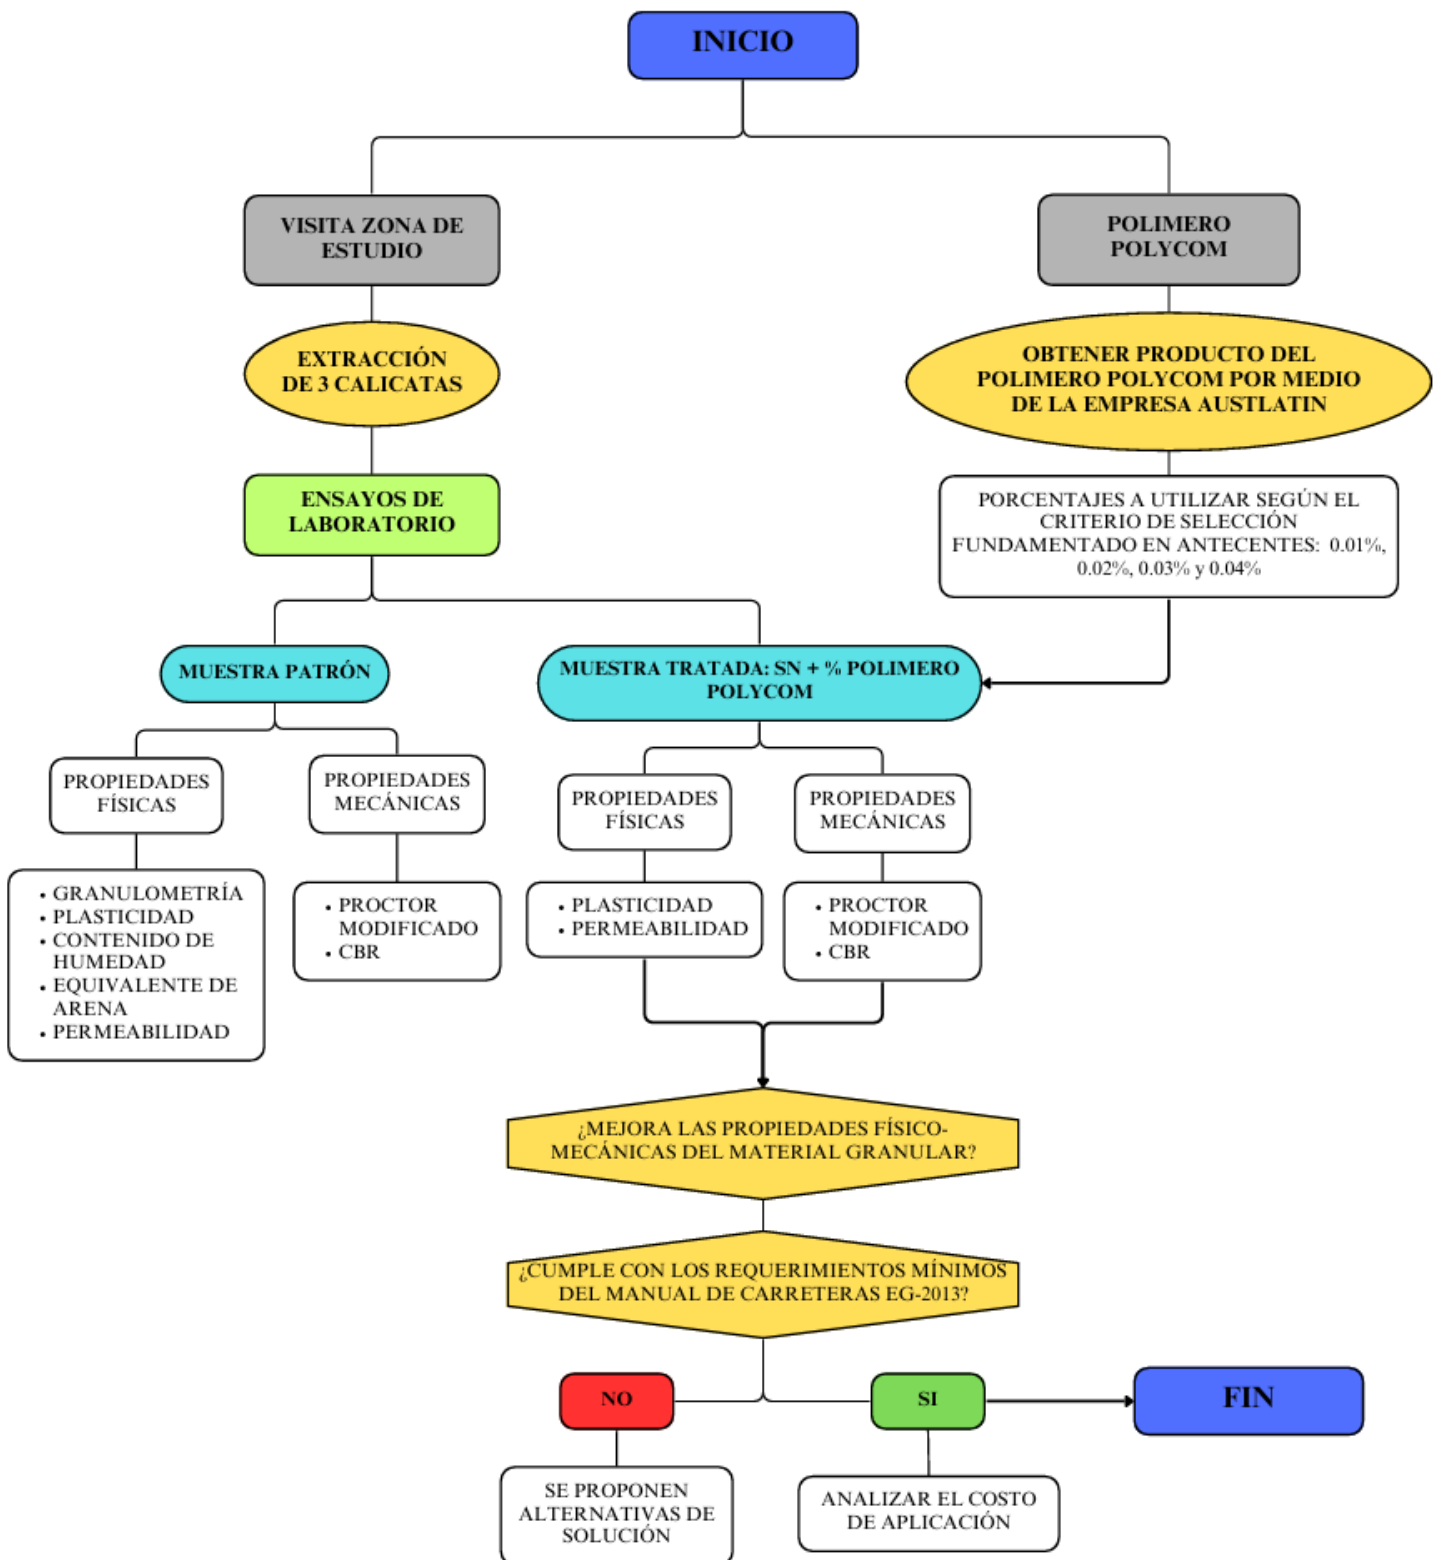 INICIO
VISITA ZONA DE
ESTUDIO
POLIMERO
POLYCOM
EXTRACCIÓN
DE 3 CALICATAS
OBTENER PRODUCTO DEL
POLIMERO POLYCOM POR MEDIO
DE LA EMPRESA AUSTLATIN
ENSAYOS DE
LABORATORIO
PORCENTAJES A UTILIZAR SEGÚN EL
CRITERIO DE SELECCIÓN
FUNDAMENTADO EN ANTECENTES: 0.01%,
0.02%, 0.03% y 0.04%
MUESTRA PATRÓN
MUESTRA TRATADA: SN + % POLIMERO
POLYCOM
PROPIEDADES
FÍSICAS
PROPIEDADES
MECÁNICAS
PROPIEDADES
FÍSICAS
PROPIEDADES
MECÁNICAS
• GRANULOMETRÍA
• PLASTICIDAD
• CONTENIDO DE
HUMEDAD
• EQUIVALENTE DE
ARENA
• PERMEABILIDAD
• PROCTOR
MODIFICADO
• CBR
• PLASTICIDAD
• PERMEABILIDAD
• PROCTOR
MODIFICADO
• CBR
¿MEJORA LAS PROPIEDADES FÍSICO-
MECÁNICAS DEL MATERIAL GRANULAR?
¿CUMPLE CON LOS REQUERIMIENTOS MÍNIMOS
DEL MANUAL DE CARRETERAS EG-2013?
NO
SI
FIN
SE PROPONEN
ALTERNATIVAS DE
SOLUCIÓN
ANALIZAR EL COSTO
DE APLICACIÓN